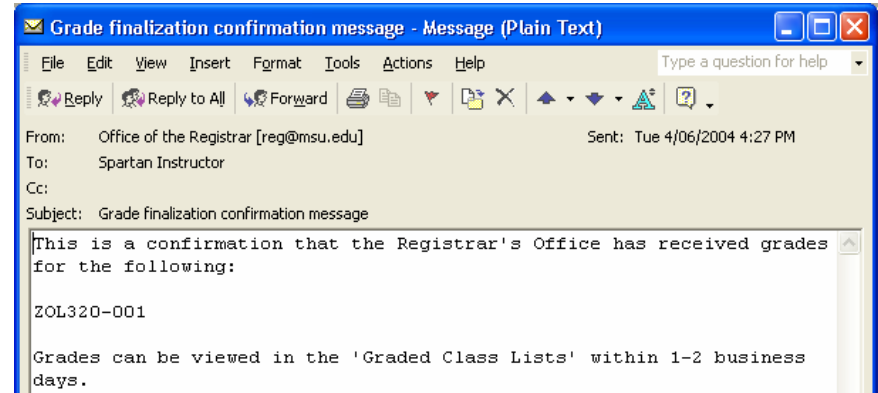 Grade finalization confirmation message - Message (Plain Text)
File Edit View Insert Format Tools Actions Help Type a question for help
Reply Reply to All Forward
From: Office of the Registrar [reg@msu.edu] Sent: Tue 4/06/2004 4:27 PM
To: Spartan Instructor
Cc:
Subject: Grade finalization confirmation message
This is a confirmation that the Registrar's Office has received grades
for the following:
ZOL320-001
Grades can be viewed in the 'Graded Class Lists' within 1-2 business
days.